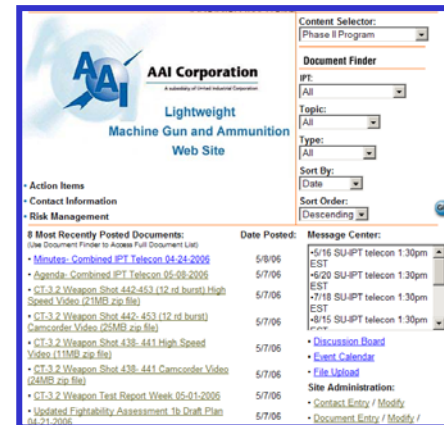 AAI
AAI Corporation
A subsidiary of United Industrial Corporation
Lightweight
Machine Gun and Ammunition
Web Site
• Action Items
• Contact Information
• Risk Management
Content Selector:
Phase II Program
Document Finder
IPT:
All
Topic:
All
Type:
All
Sort By:
Date
Sort Order:
Descending
8 Most Recently Posted Documents: Date Posted:
(Use Document Finder to Access Full Document List)
• Minutes- Combined IPT Telecon 04-24-2006 5/8/06
• Agenda- Combined IPT Telecon 05-08-2006 5/7/06
• CT-3.2 Weapon Shot 442-453 (12 rd burst) High 5/7/06
Speed Video (21MB zip file)
• CT-3.2 Weapon Shot 442- 453 (12 rd burst) 5/7/06
Camcorder Video (25MB zip file)
• CT-3.2 Weapon Shot 438- 441 High Speed 5/7/06
Video (11MB zip file)
• CT-3.2 Weapon Shot 438- 441 Camcorder Video 5/7/06
(24MB zip file)
• CT-3.2 Weapon Test Report Week 05-01-2006 5/7/06
• Updated Fightability Assessment 1b Draft Plan 5/7/06
04-21-2006
Message Center:
•5/16 SU-IPT telecon 1:30pm
EST
•6/20 SU-IPT telecon 1:30pm
EST
•7/18 SU-IPT telecon 1:30pm
EST
•8/15 SU-IPT telecon 1:30pm
EST
• Discussion Board
• Event Calendar
• File Upload
Site Administration:
• Contact Entry / Modify
• Document Entry / Modify /